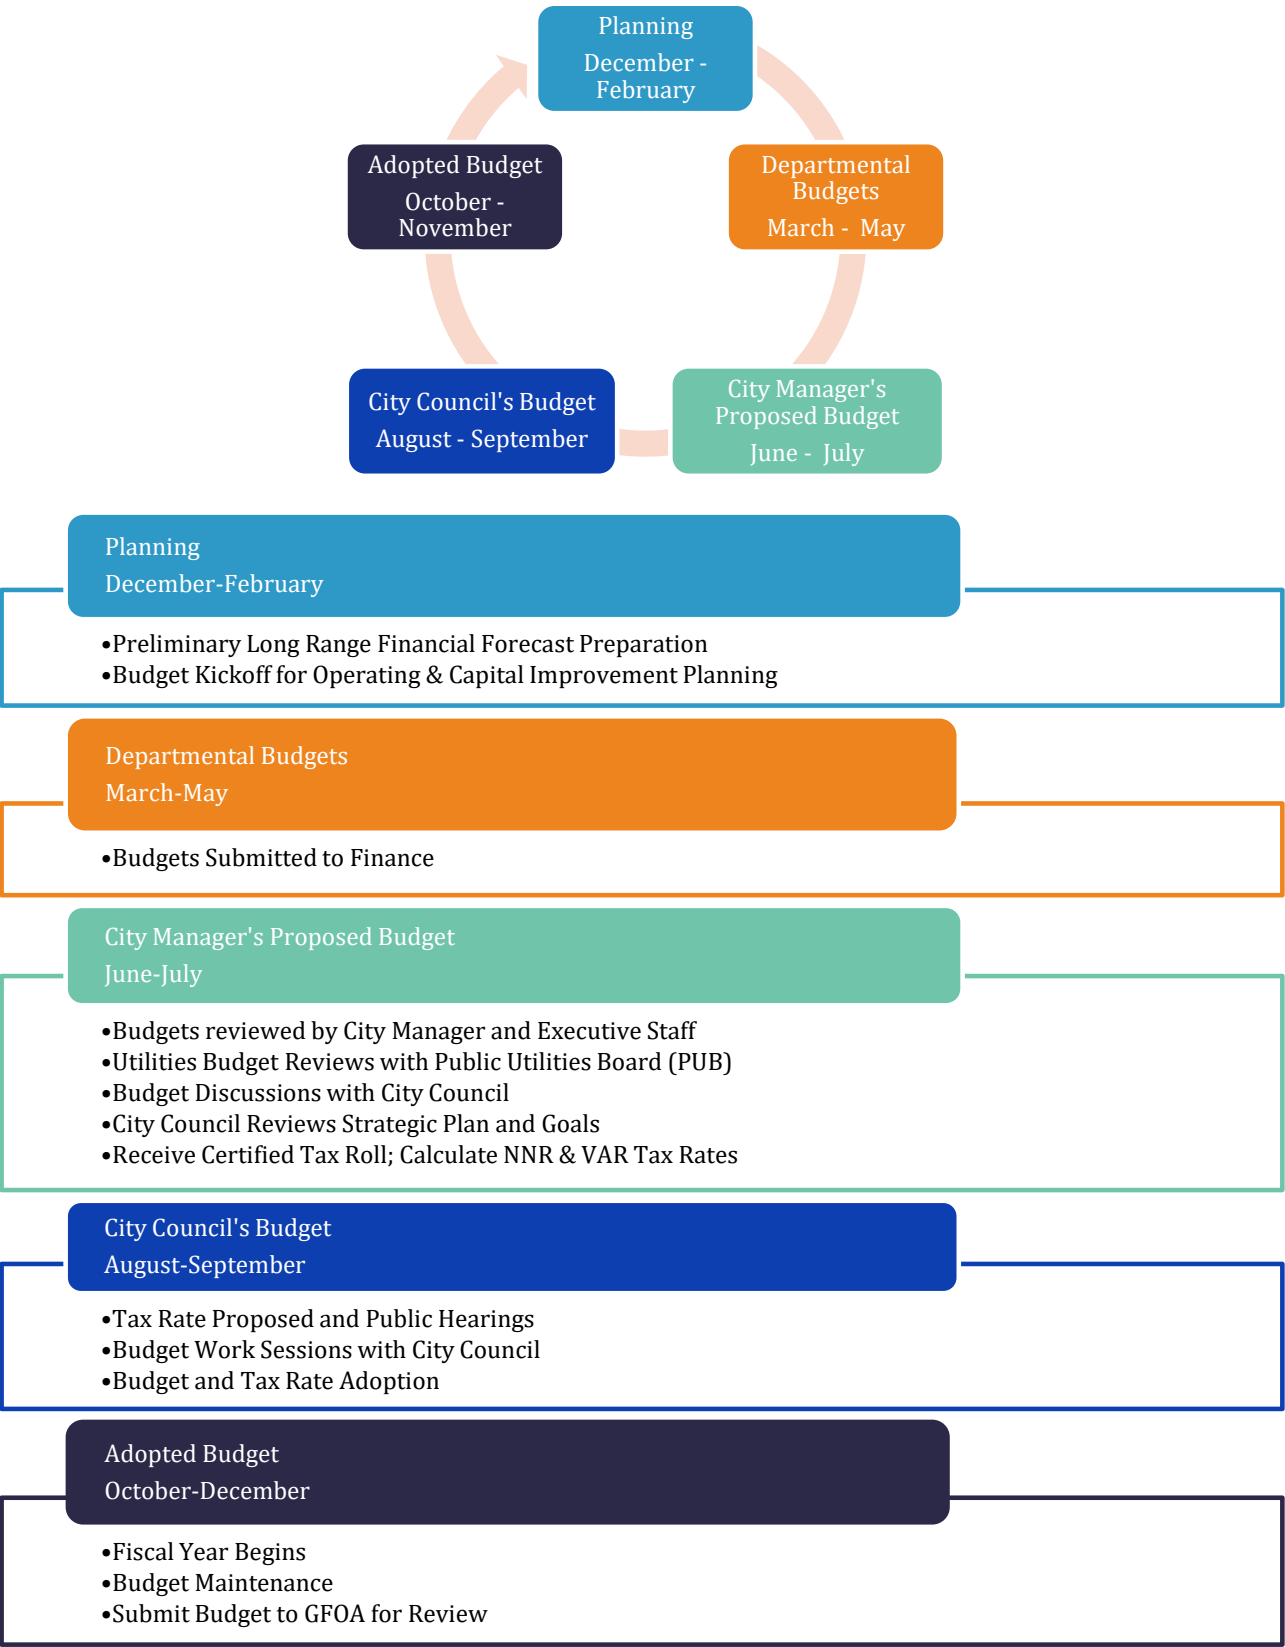 Planning
December -
February
Adopted Budget
October -
November
Departmental
Budgets
March -  May
City Council's Budget
August - September
City Manager's
Proposed Budget
June -  July
Planning
December-February
•Preliminary Long Range Financial Forecast Preparation
•Budget Kickoff for Operating & Capital Improvement Planning
Departmental Budgets
March-May
•Budgets Submitted to Finance
City Manager's Proposed Budget
June-July
•Budgets reviewed by City Manager and Executive Staff
•Utilities Budget Reviews with Public Utilities Board (PUB)
•Budget Discussions with City Council
•City Council Reviews Strategic Plan and Goals
•Receive Certified Tax Roll; Calculate NNR & VAR Tax Rates
City Council's Budget
August-September
•Tax Rate Proposed and Public Hearings
•Budget Work Sessions with City Council
•Budget and Tax Rate Adoption
Adopted Budget
October-December
•Fiscal Year Begins
•Budget Maintenance
•Submit Budget to GFOA for Review